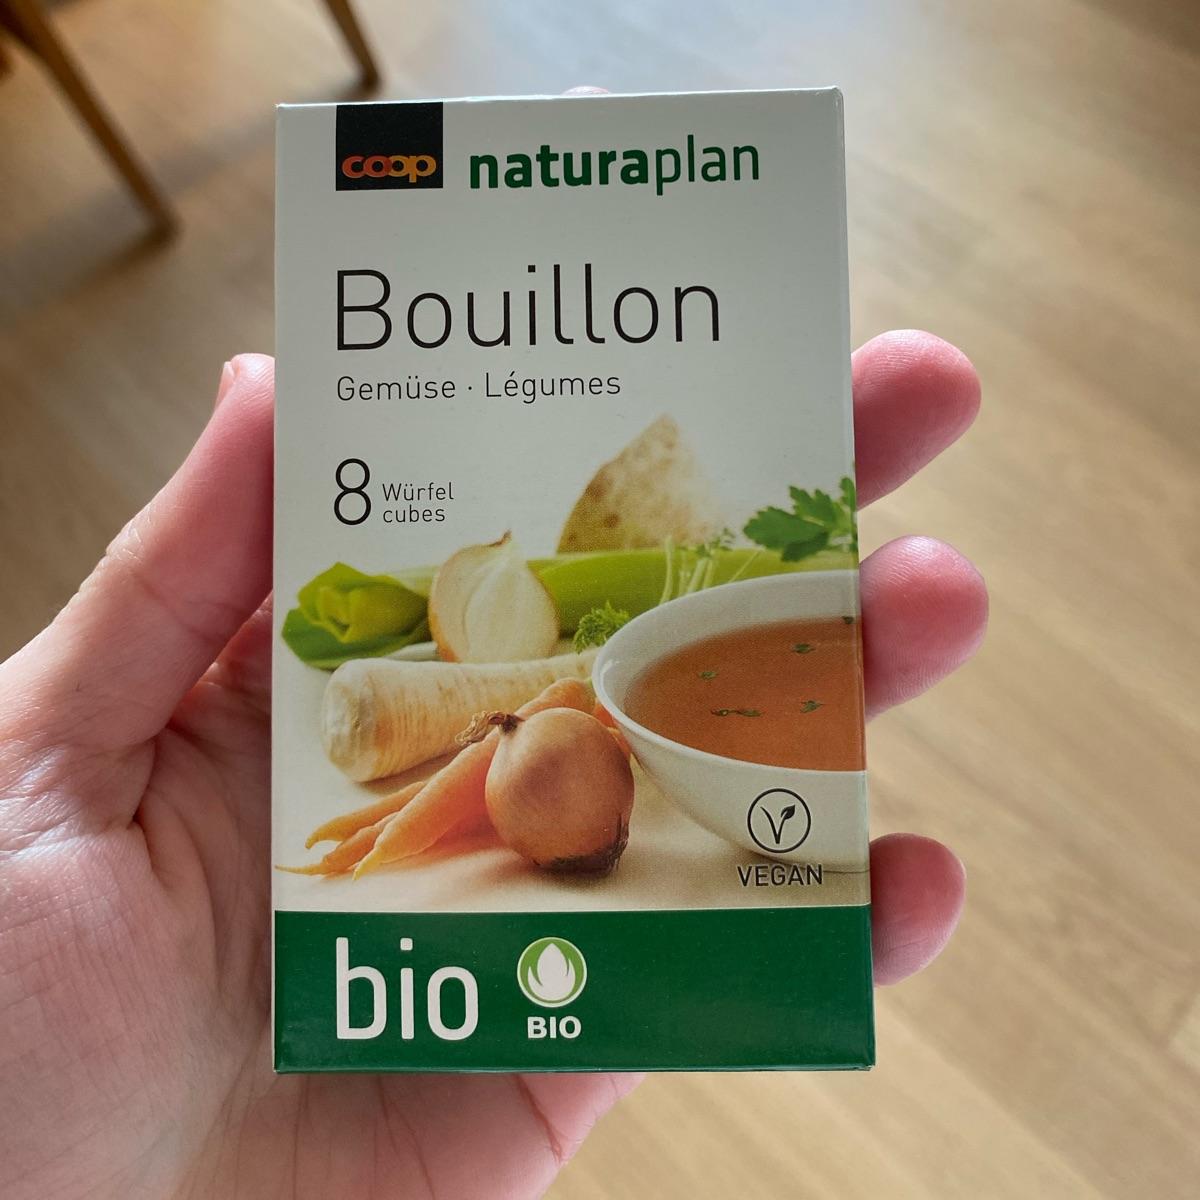 coop naturaplan
Bouillon
Gemüse · Légumes
8 Würfel
cubes
VEGAN
bio
BIO